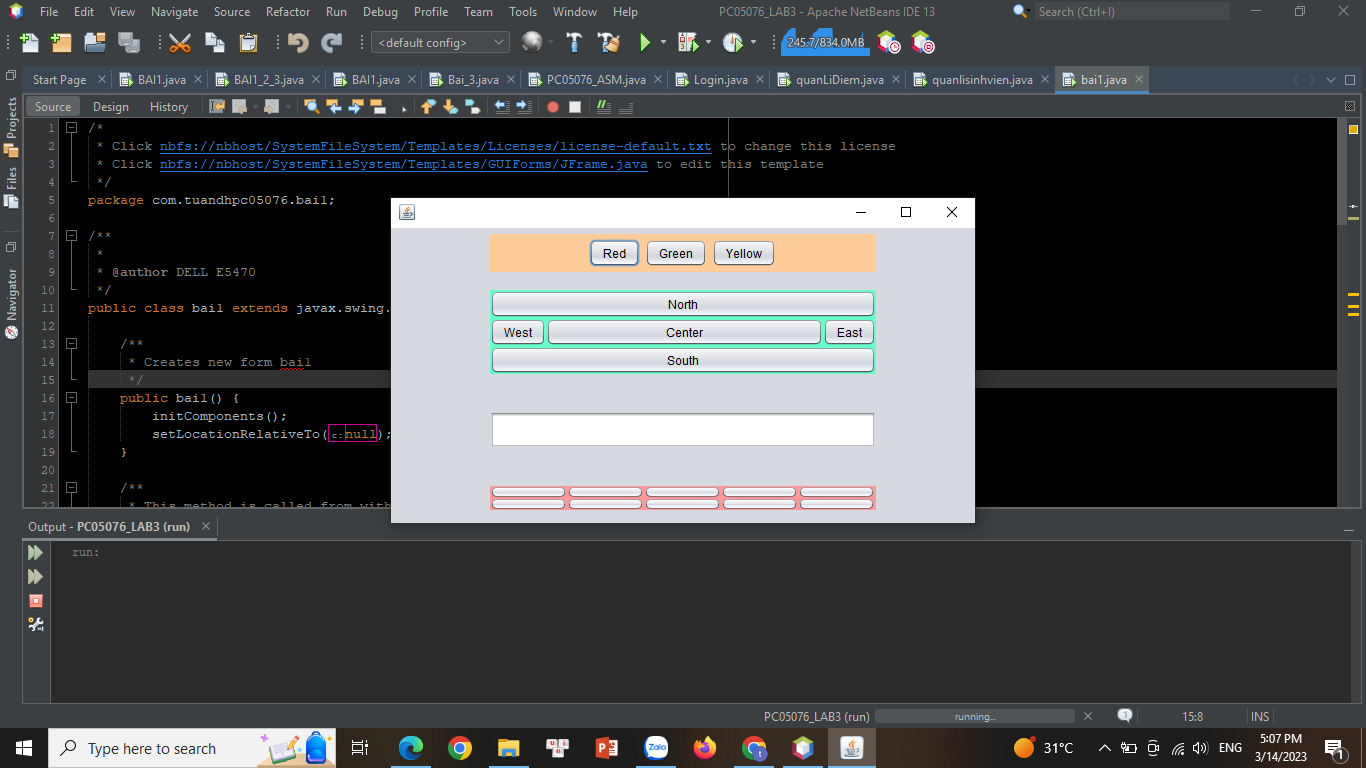 File Edit View Navigate Source Refactor Run Debug Profile Team Tools Window Help PC05076_LAB3 - Apache NetBeans IDE 13 Search (Ctrl+I)
<default config> 245.7/834.0MB
Start Page BAI1.java BAI1_2_3.java BAI1.java Bai_3.java PC05076_ASM.java Login.java quanLiDiem.java quanlisinhvien.java bai1.java
Source Design History
Projects
Files
Navigator
1 /*
2 * Click nbfs://nbhost/SystemFileSystem/Templates/Licenses/license-default.txt to change this license
3 * Click nbfs://nbhost/SystemFileSystem/Templates/GUIForms/JFrame.java to edit this template
4 */
5 package com.tuandhpc05076.bai1;
6
7 /**
8 *
9 * @author DELL E5470
10 */
11 public class bai1 extends javax.swing.
12
13 /**
14 * Creates new form bai1
15 */
16 public bai1() {
17 initComponents();
18 setLocationRelativeTo(c:null);
19 }
20
21 /**
22 * This method is called from with
Red Green Yellow
North
West Center East
South
Output - PC05076_LAB3 (run)
run:
PC05076_LAB3 (run) running... 1 15:8 INS
Type here to search
Zalo
t
31°C ENG 5:07 PM
3/14/2023
1